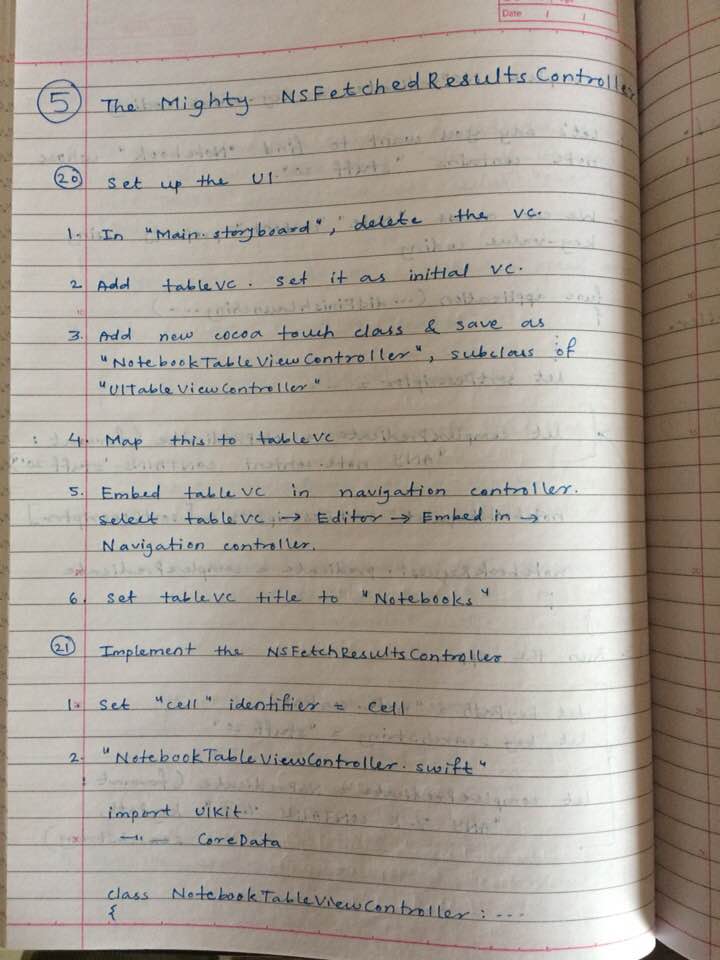 Date / /
5 The Mighty NSFetchedResultsController
20 Set up the UI
1. In "Main.storyboard", delete the VC.
2. Add tableVC. Set it as initial VC.
3. Add new cocoa touch class & save as
"NotebookTableViewController", subclass of
"UITableViewController"
4. Map this to tableVC
5. Embed tableVC in navigation controller.
select tableVC → Editor → Embed in →
Navigation controller.
6. Set tableVC title to "Notebooks"
21 Implement the NSFetchResultsController
1. Set "cell" identifier = cell
2. "NotebookTableViewController.swift"
import UIKit
–"– CoreData
class NotebookTableViewController : ---
{